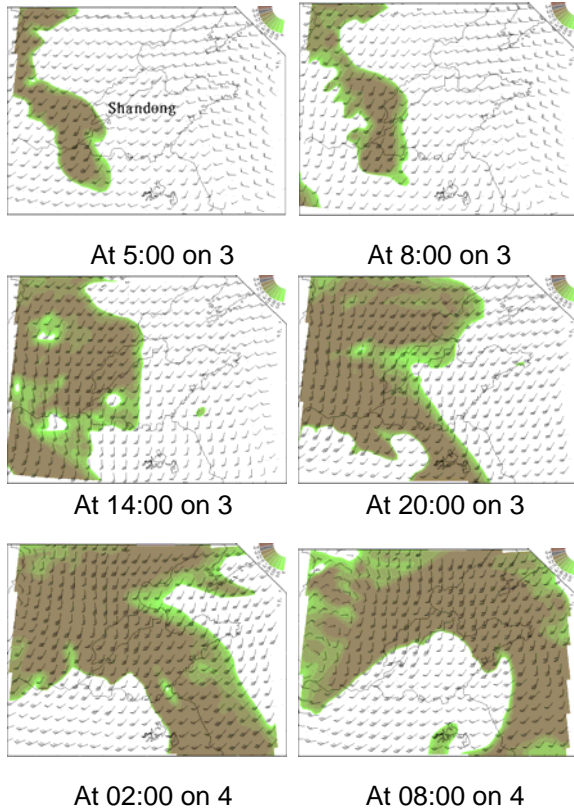 Shandong
At 5:00 on 3
At 8:00 on 3
At 14:00 on 3
At 20:00 on 3
At 02:00 on 4
At 08:00 on 4